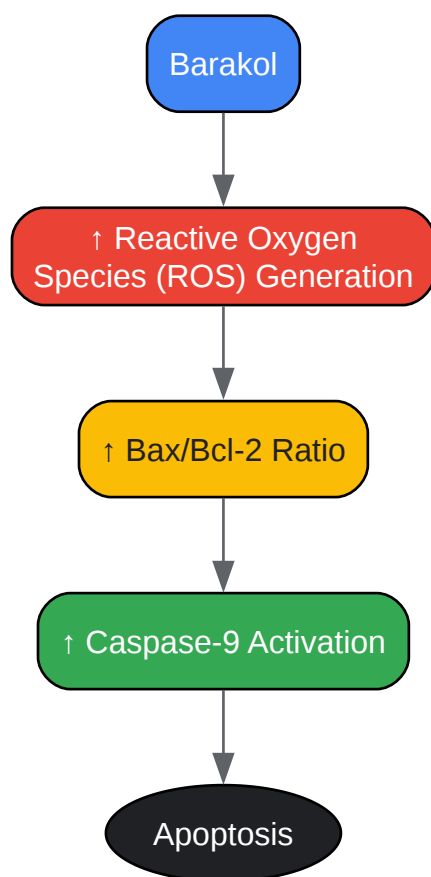 Barakol
↑ Reactive Oxygen
Species (ROS) Generation
↑ Bax/Bcl-2 Ratio
↑ Caspase-9 Activation
Apoptosis